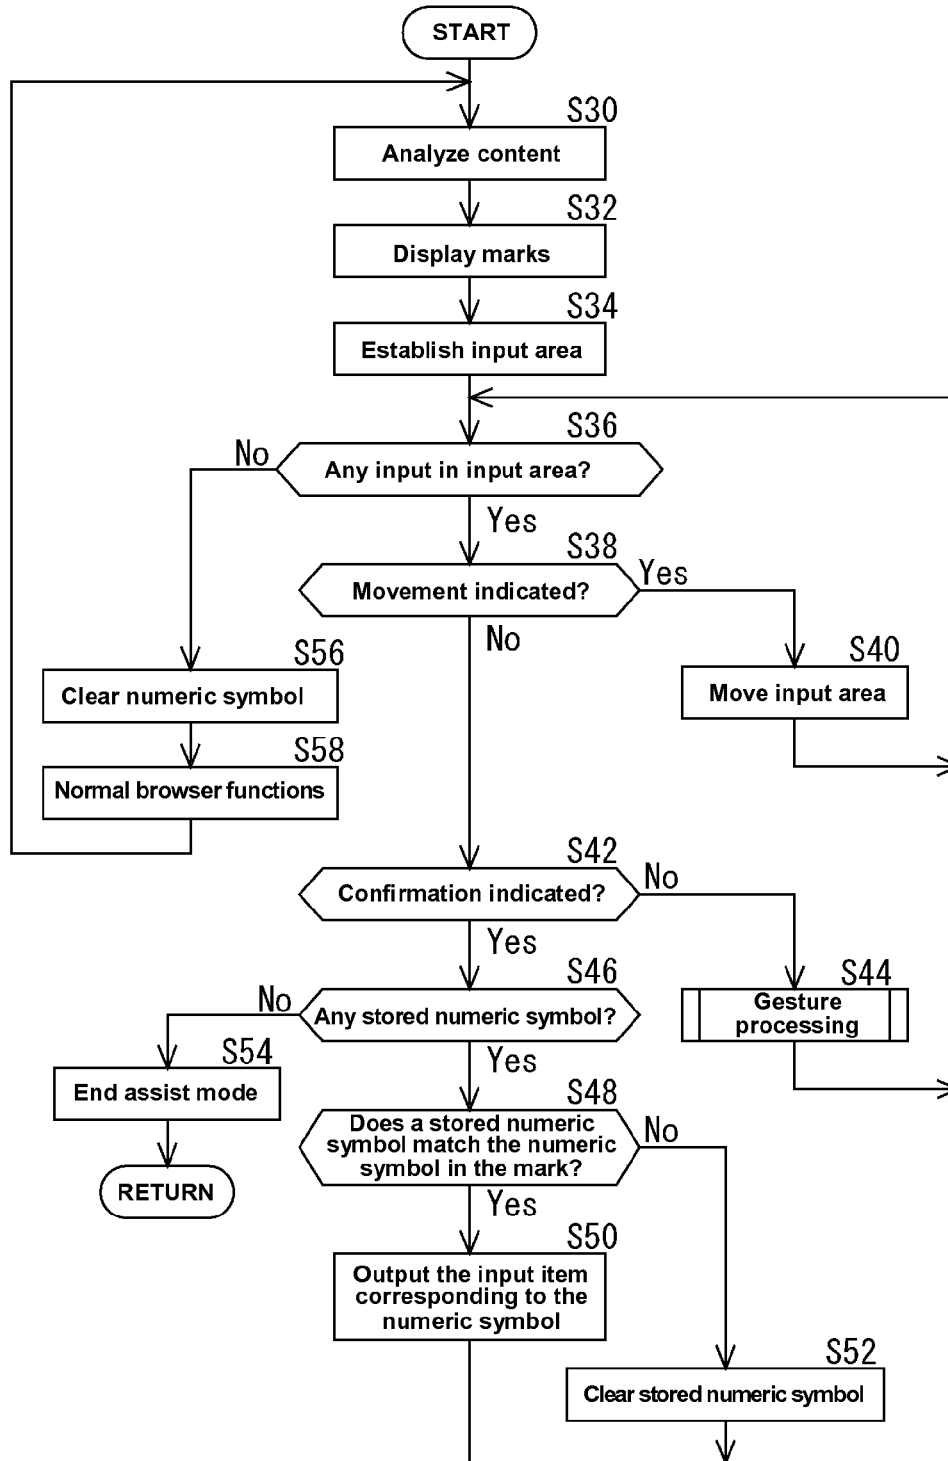 START
S30
Analyze content
S32
Display marks
S34
Establish input area
S36
No
Any input in input area?
Yes
S38
Yes
Movement indicated?
No
S56
S40
Clear numeric symbol
Move input area
S58
Normal browser functions
S42
No
Confirmation indicated?
Yes
S46
S44
No
Any stored numeric symbol?
Gesture
processing
S54
Yes
End assist mode
S48
Does a stored numeric
symbol match the numeric
symbol in the mark?
No
RETURN
Yes
S50
Output the input item
corresponding to the
numeric symbol
S52
Clear stored numeric symbol